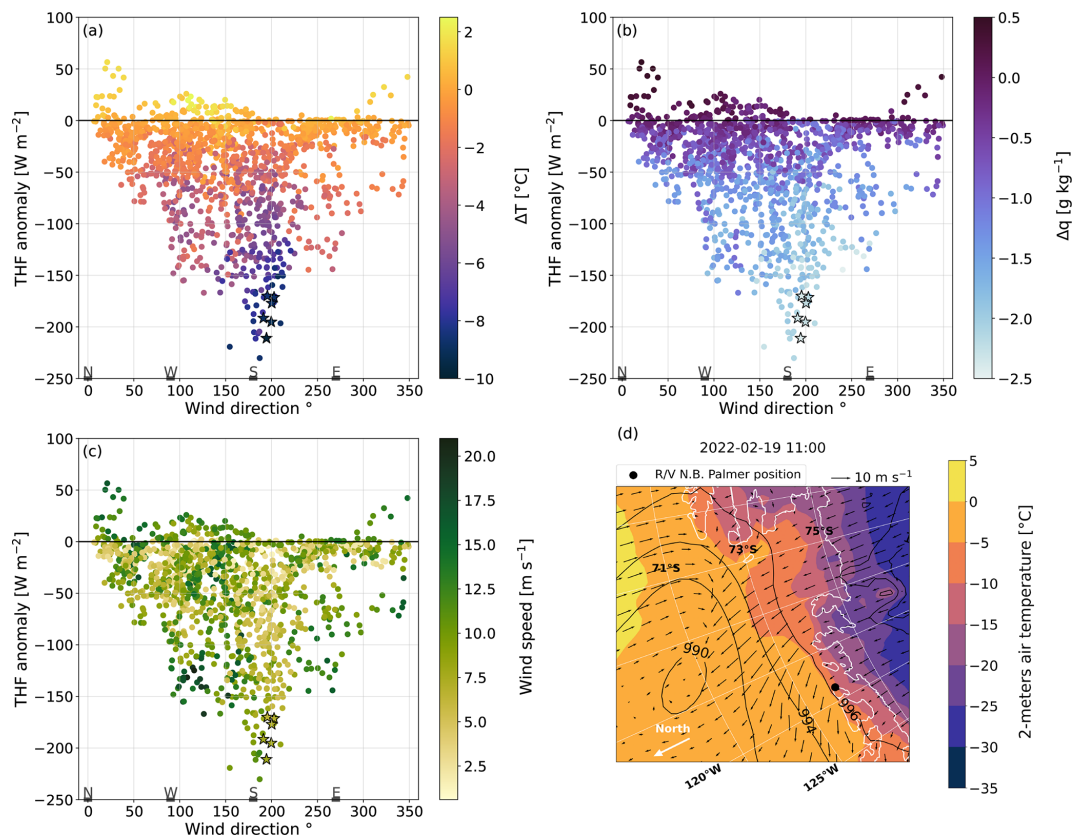 (a)
THF anomaly [W m⁻²]
100
50
0
−50
−100
−150
−200
−250
N
W
S
E
0 50 100 150 200 250 300 350
Wind direction °
2
0
−2
−4
−6
−8
−10
ΔT [°C]
(b)
THF anomaly [W m⁻²]
100
50
0
−50
−100
−150
−200
−250
N
W
S
E
0 50 100 150 200 250 300 350
Wind direction °
0.5
0.0
−0.5
−1.0
−1.5
−2.0
−2.5
Δq [g kg⁻¹]
(c)
THF anomaly [W m⁻²]
100
50
0
−50
−100
−150
−200
−250
N
W
S
E
0 50 100 150 200 250 300 350
Wind direction °
20.0
17.5
15.0
12.5
10.0
7.5
5.0
2.5
Wind speed [m s⁻¹]
(d)
2022-02-19 11:00
R/V N.B. Palmer position
10 m s⁻¹
75°S
73°S
71°S
990
994
996
North
120°W
125°W
5
0
−5
−10
−15
−20
−25
−30
−35
2-meters air temperature [°C]